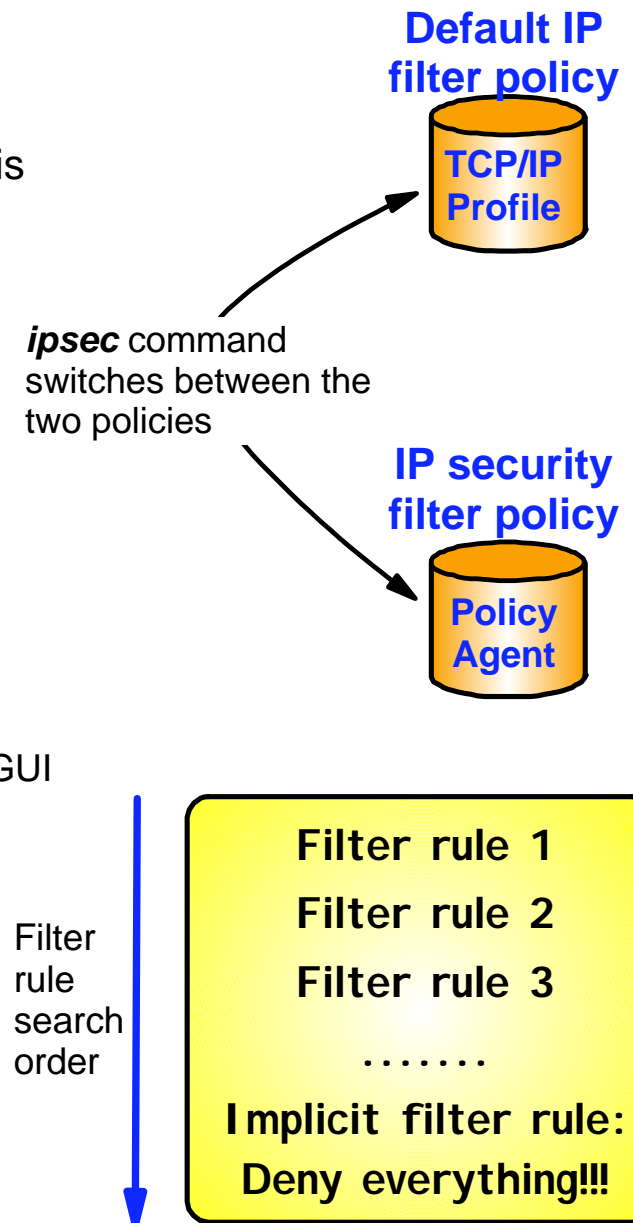 Default IP
filter policy
is
TCP/IP
Profile
ipsec command
switches between the
two policies
IP security
filter policy
Policy
Agent
GUI
Filter rule 1
Filter rule 2
Filter rule 3
.......
Implicit filter rule:
Deny everything!!!
Filter
rule
search
order